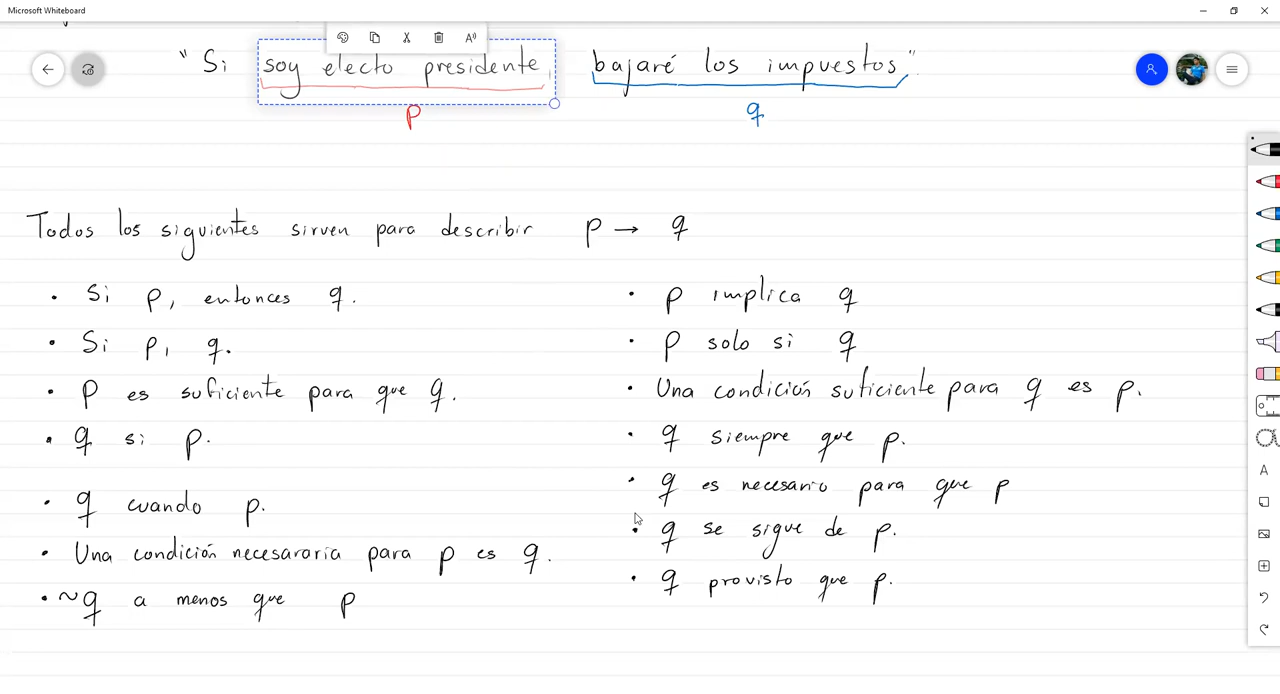 Microsoft Whiteboard
"Si soy electo presidente, bajaré los impuestos".
p q
Todos los siguientes sirven para describir p → q
• Si p, entonces q.
• Si p, q.
• P es suficiente para que q.
• q si p.
• q cuando p.
• Una condición necesararia para p es q.
• ~q a menos que p
• p implica q
• p solo si q
• Una condición suficiente para q es p.
• q siempre que p.
• q es necesario para que p
• q se sigue de p.
• q provisto que p.